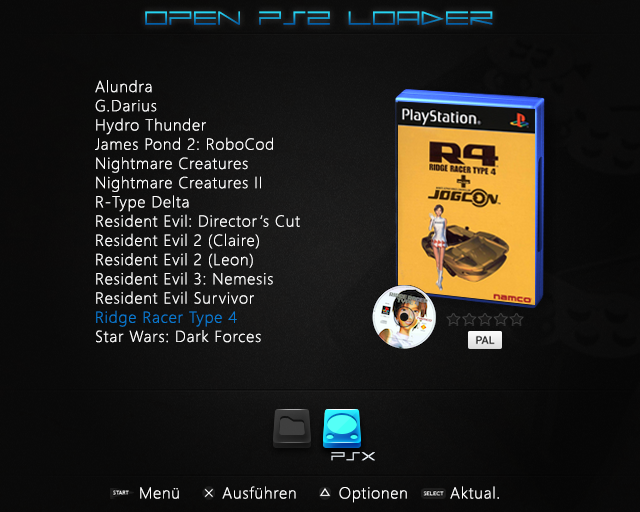 OPEN PS2 LOADER
Alundra
G.Darius
Hydro Thunder
James Pond 2: RoboCod
Nightmare Creatures
Nightmare Creatures II
R-Type Delta
Resident Evil: Director's Cut
Resident Evil 2 (Claire)
Resident Evil 2 (Leon)
Resident Evil 3: Nemesis
Resident Evil Survivor
Ridge Racer Type 4
Star Wars: Dark Forces
PlayStation
R4
RIDGE RACER TYPE 4
+
JOGCON
namco
PAL
PSX
START Menü Ausführen Optionen SELECT Aktual.